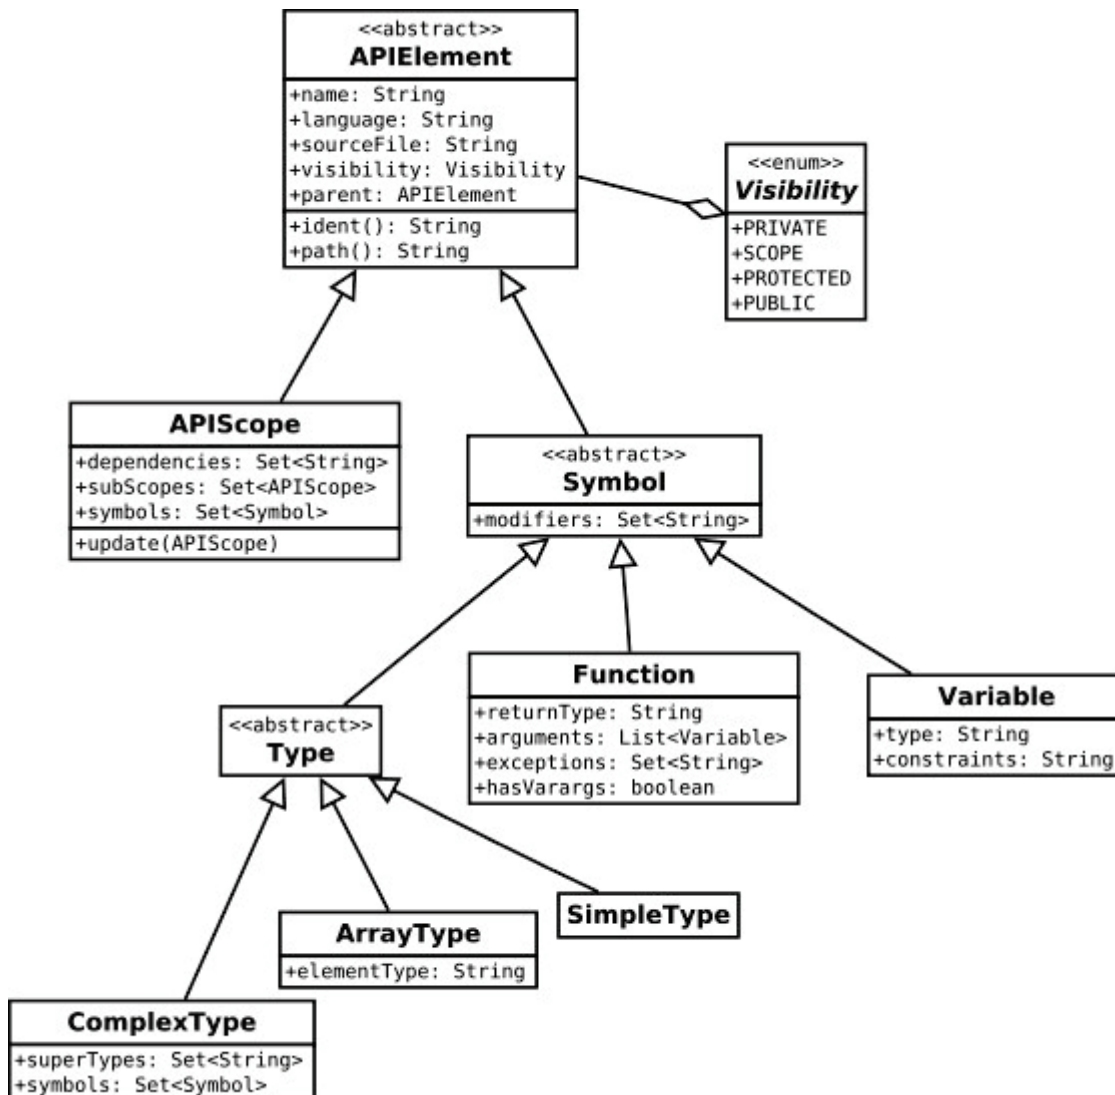 <<abstract>>
APIElement
+name: String
+language: String
+sourceFile: String
+visibility: Visibility
+parent: APIElement
+ident(): String
+path(): String
<<enum>>
Visibility
+PRIVATE
+SCOPE
+PROTECTED
+PUBLIC
APIScope
+dependencies: Set<String>
+subScopes: Set<APIScope>
+symbols: Set<Symbol>
+update(APIScope)
<<abstract>>
Symbol
+modifiers: Set<String>
<<abstract>>
Type
Function
+returnType: String
+arguments: List<Variable>
+exceptions: Set<String>
+hasVarargs: boolean
Variable
+type: String
+constraints: String
SimpleType
ArrayType
+elementType: String
ComplexType
+superTypes: Set<String>
+symbols: Set<Symbol>